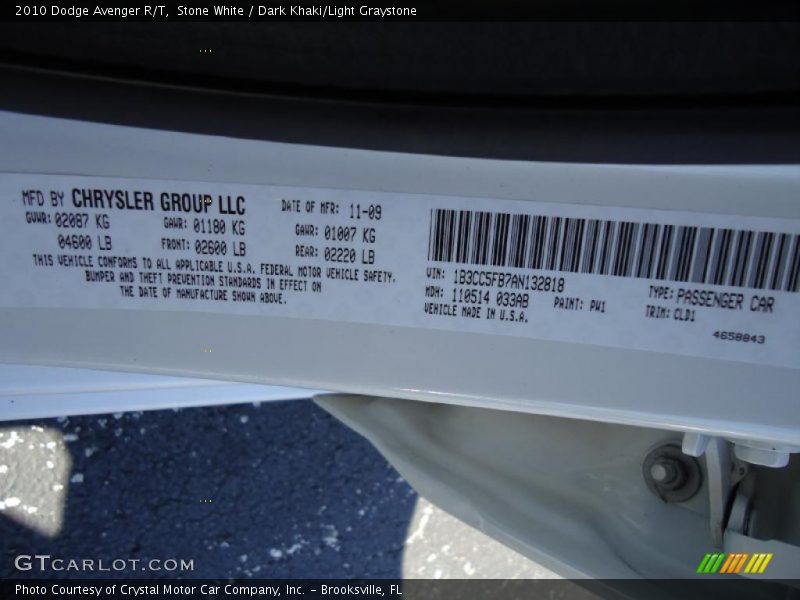 2010 Dodge Avenger R/T, Stone White / Dark Khaki/Light Graystone
MFD BY CHRYSLER GROUP LLC
DATE OF MFR: 11-09
GVWR: 02087 KG
GAWR: 01180 KG
GAWR: 01007 KG
04600 LB
FRONT: 02600 LB
REAR: 02220 LB
THIS VEHICLE CONFORMS TO ALL APPLICABLE U.S.A. FEDERAL MOTOR VEHICLE SAFETY,
BUMPER AND THEFT PREVENTION STANDARDS IN EFFECT ON
THE DATE OF MANUFACTURE SHOWN ABOVE.
VIN: 1B3CC5FB7AN132818
TYPE: PASSENGER CAR
MDH: 110514 033AB
PAINT: PW1
TRIM: CLD1
VEHICLE MADE IN U.S.A.
4658843
GTCARLOT.COM
Photo Courtesy of Crystal Motor Car Company, Inc. - Brooksville, FL